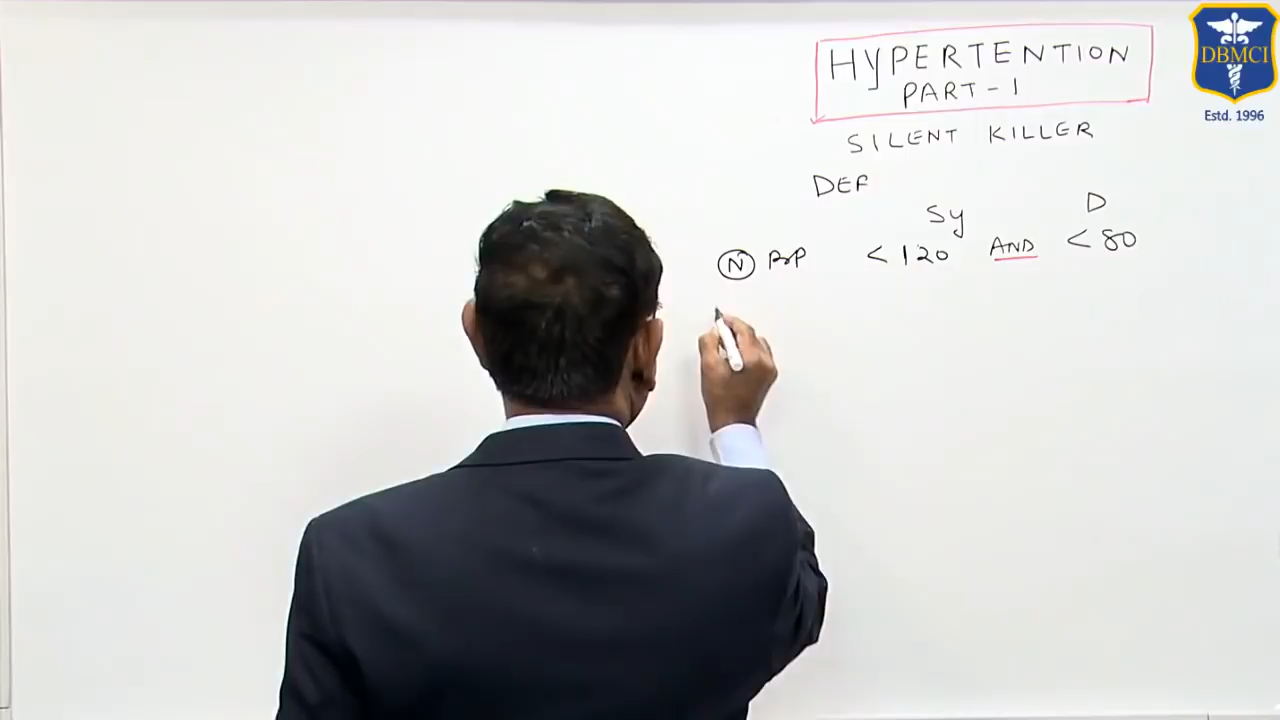 HYPERTENTION
PART-1
SILENT KILLER
DEF
Sy D
N BP <120 AND <80
DBMCI
Estd. 1996